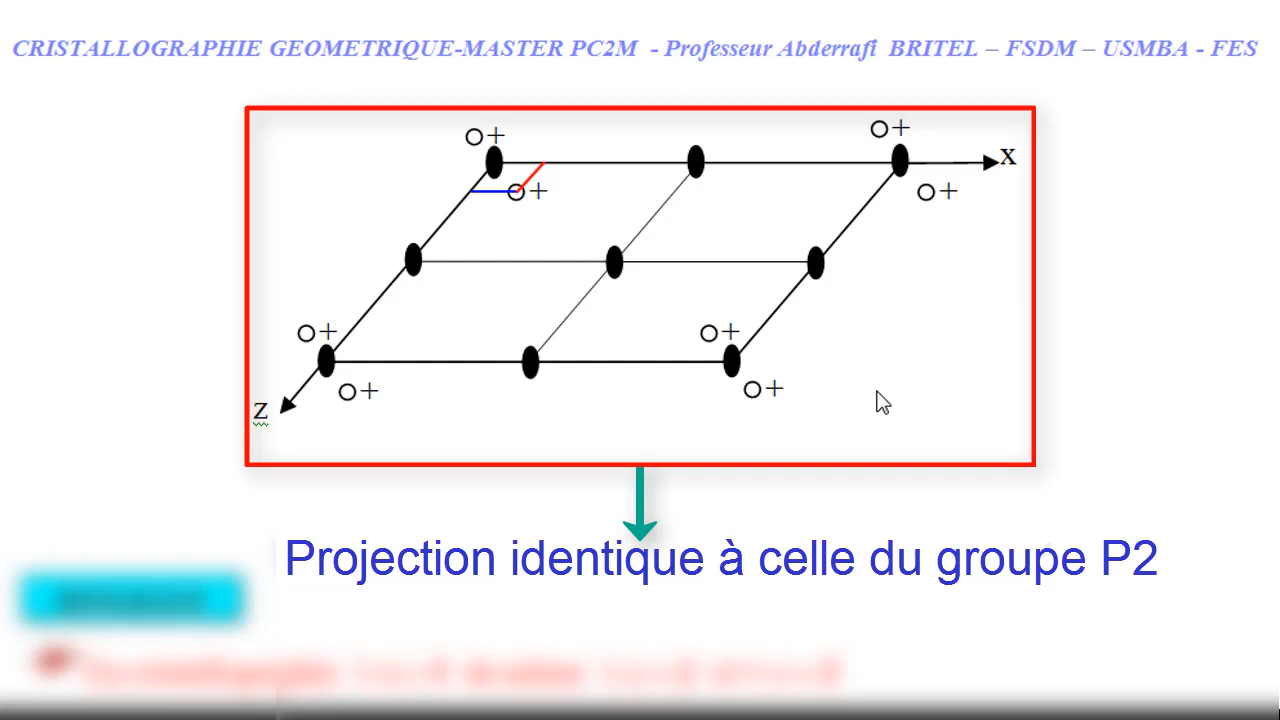 CRISTALLOGRAPHIE GEOMETRIQUE-MASTER PC2M - Professeur Abderrafi BRITEL – FSDM – USMBA - FES
+ +
x
+ +
+ +
z + +
Projection identique à celle du groupe P2